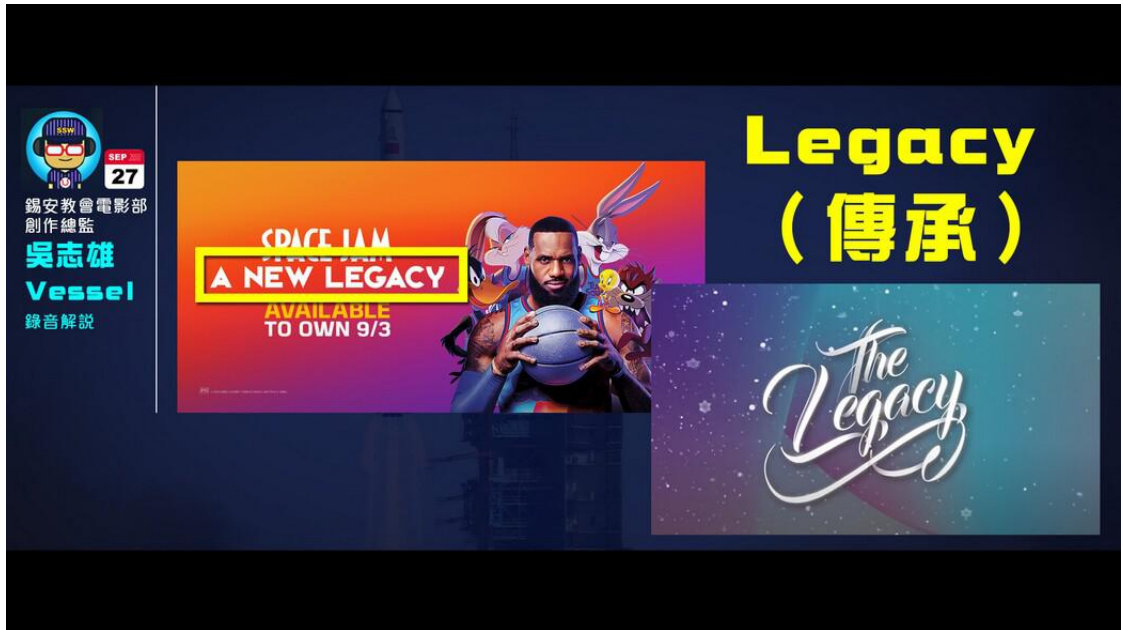 SSW
SEP
27
錫安教會電影部
創作總監
吳志雄
Vessel
錄音解説
SPACE JAM
A NEW LEGACY
AVAILABLE
TO OWN 9/3
Legacy
（傳承）
The
Legacy